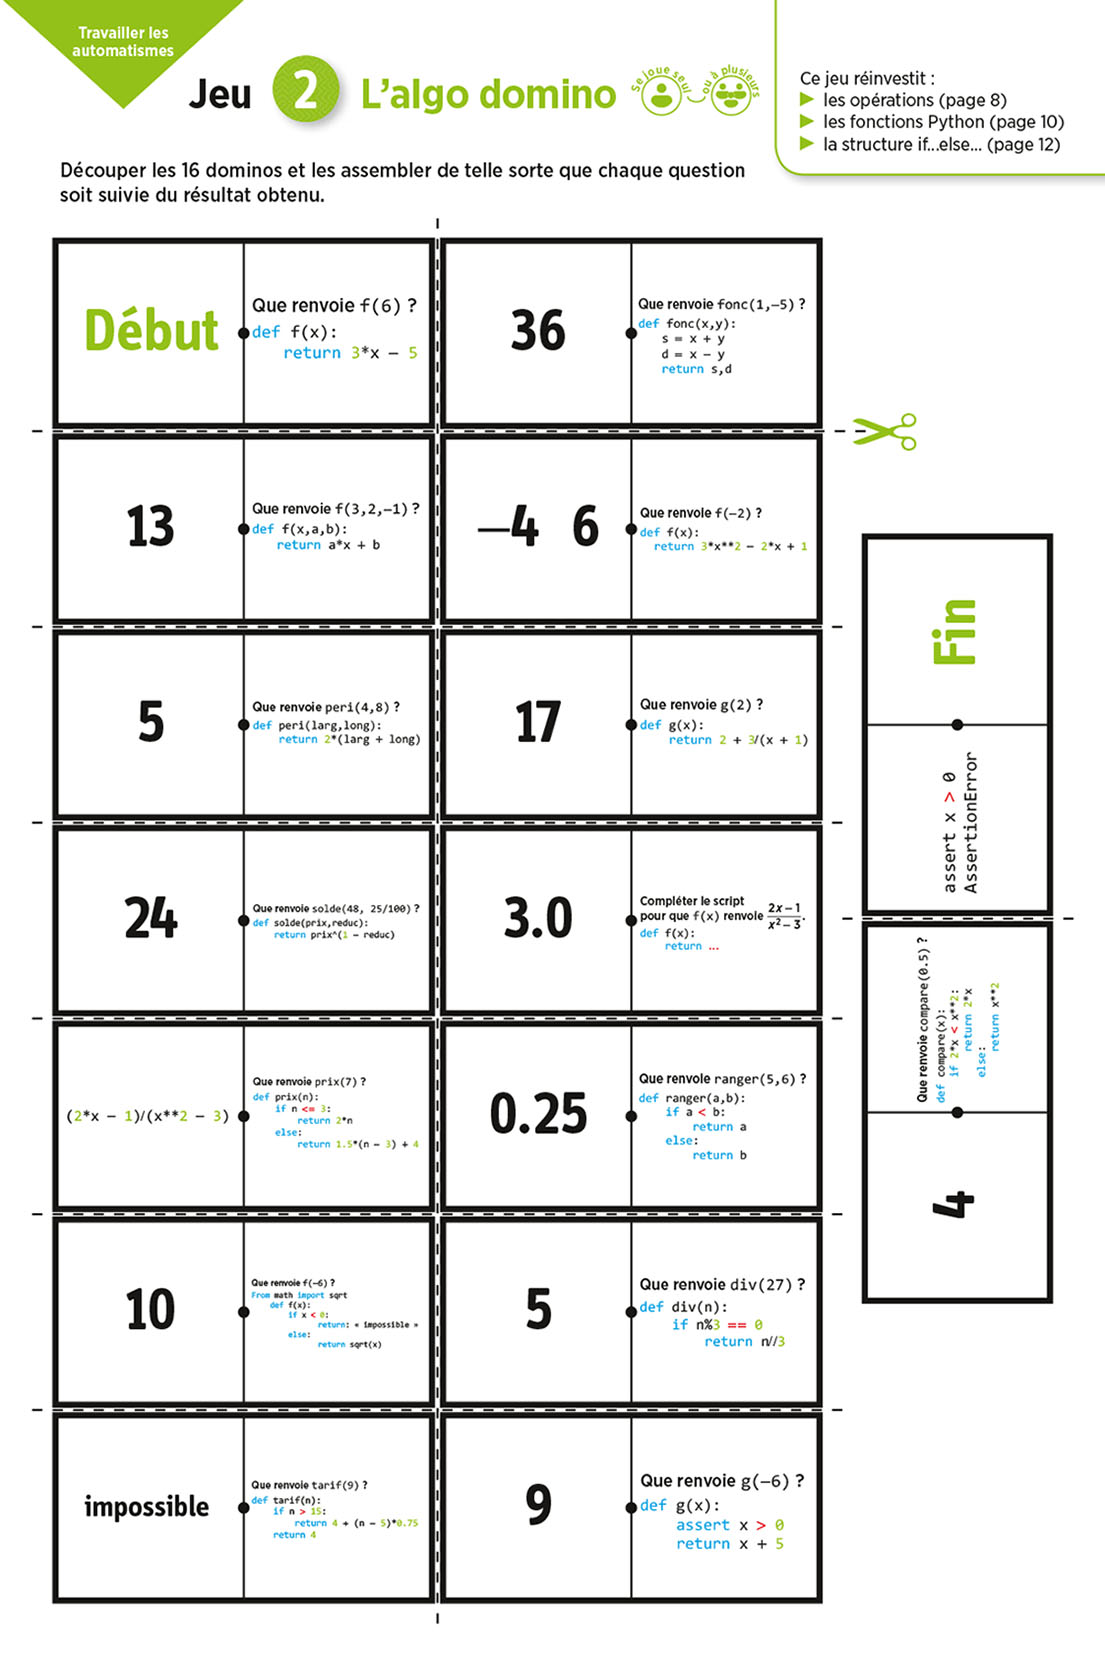 Travailler les
automatismes
Jeu 2 L'algo domino
Se joue seul ou à plusieurs
Ce jeu réinvestit :
les opérations (page 8)
les fonctions Python (page 10)
la structure if...else... (page 12)
Découper les 16 dominos et les assembler de telle sorte que chaque question
soit suivie du résultat obtenu.
Début
Que renvoie f(6) ?
def f(x):
return 3*x − 5
36
Que renvoie fonc(1,−5) ?
def fonc(x,y):
s = x + y
d = x − y
return s,d
13
Que renvoie f(3,2,−1) ?
def f(x,a,b):
return a*x + b
−4 6
Que renvoie f(−2) ?
def f(x):
return 3*x**2 − 2*x + 1
5
Que renvoie peri(4,8) ?
def peri(larg,long):
return 2*(larg + long)
17
Que renvoie g(2) ?
def g(x):
return 2 + 3/(x + 1)
24
Que renvoie solde(48, 25/100) ?
def solde(prix,reduc):
return prix*(1 − reduc)
3.0
Compléter le script
pour que f(x) renvoie 2x−1/x²−3.
def f(x):
return ...
(2*x − 1)/(x**2 − 3)
Que renvoie prix(7) ?
def prix(n):
if n <= 3:
return 2*n
else:
return 1.5*(n − 3) + 4
0.25
Que renvoie ranger(5,6) ?
def ranger(a,b):
if a < b:
return a
else:
return b
10
Que renvoie f(−6) ?
From math import sqrt
def f(x):
if x < 0:
return: « impossible »
else:
return sqrt(x)
5
Que renvoie div(27) ?
def div(n):
if n%3 == 0
return n//3
impossible
Que renvoie tarif(9) ?
def tarif(n):
if n > 15:
return 4 + (n − 5)*0.75
return 4
9
Que renvoie g(−6) ?
def g(x):
assert x > 0
return x + 5
assert x > 0
AssertionError
Fin
4
Que renvoie compare(0.5) ?
def compare(x):
if 2*x < x**2:
return 2*x
else:
return x**2